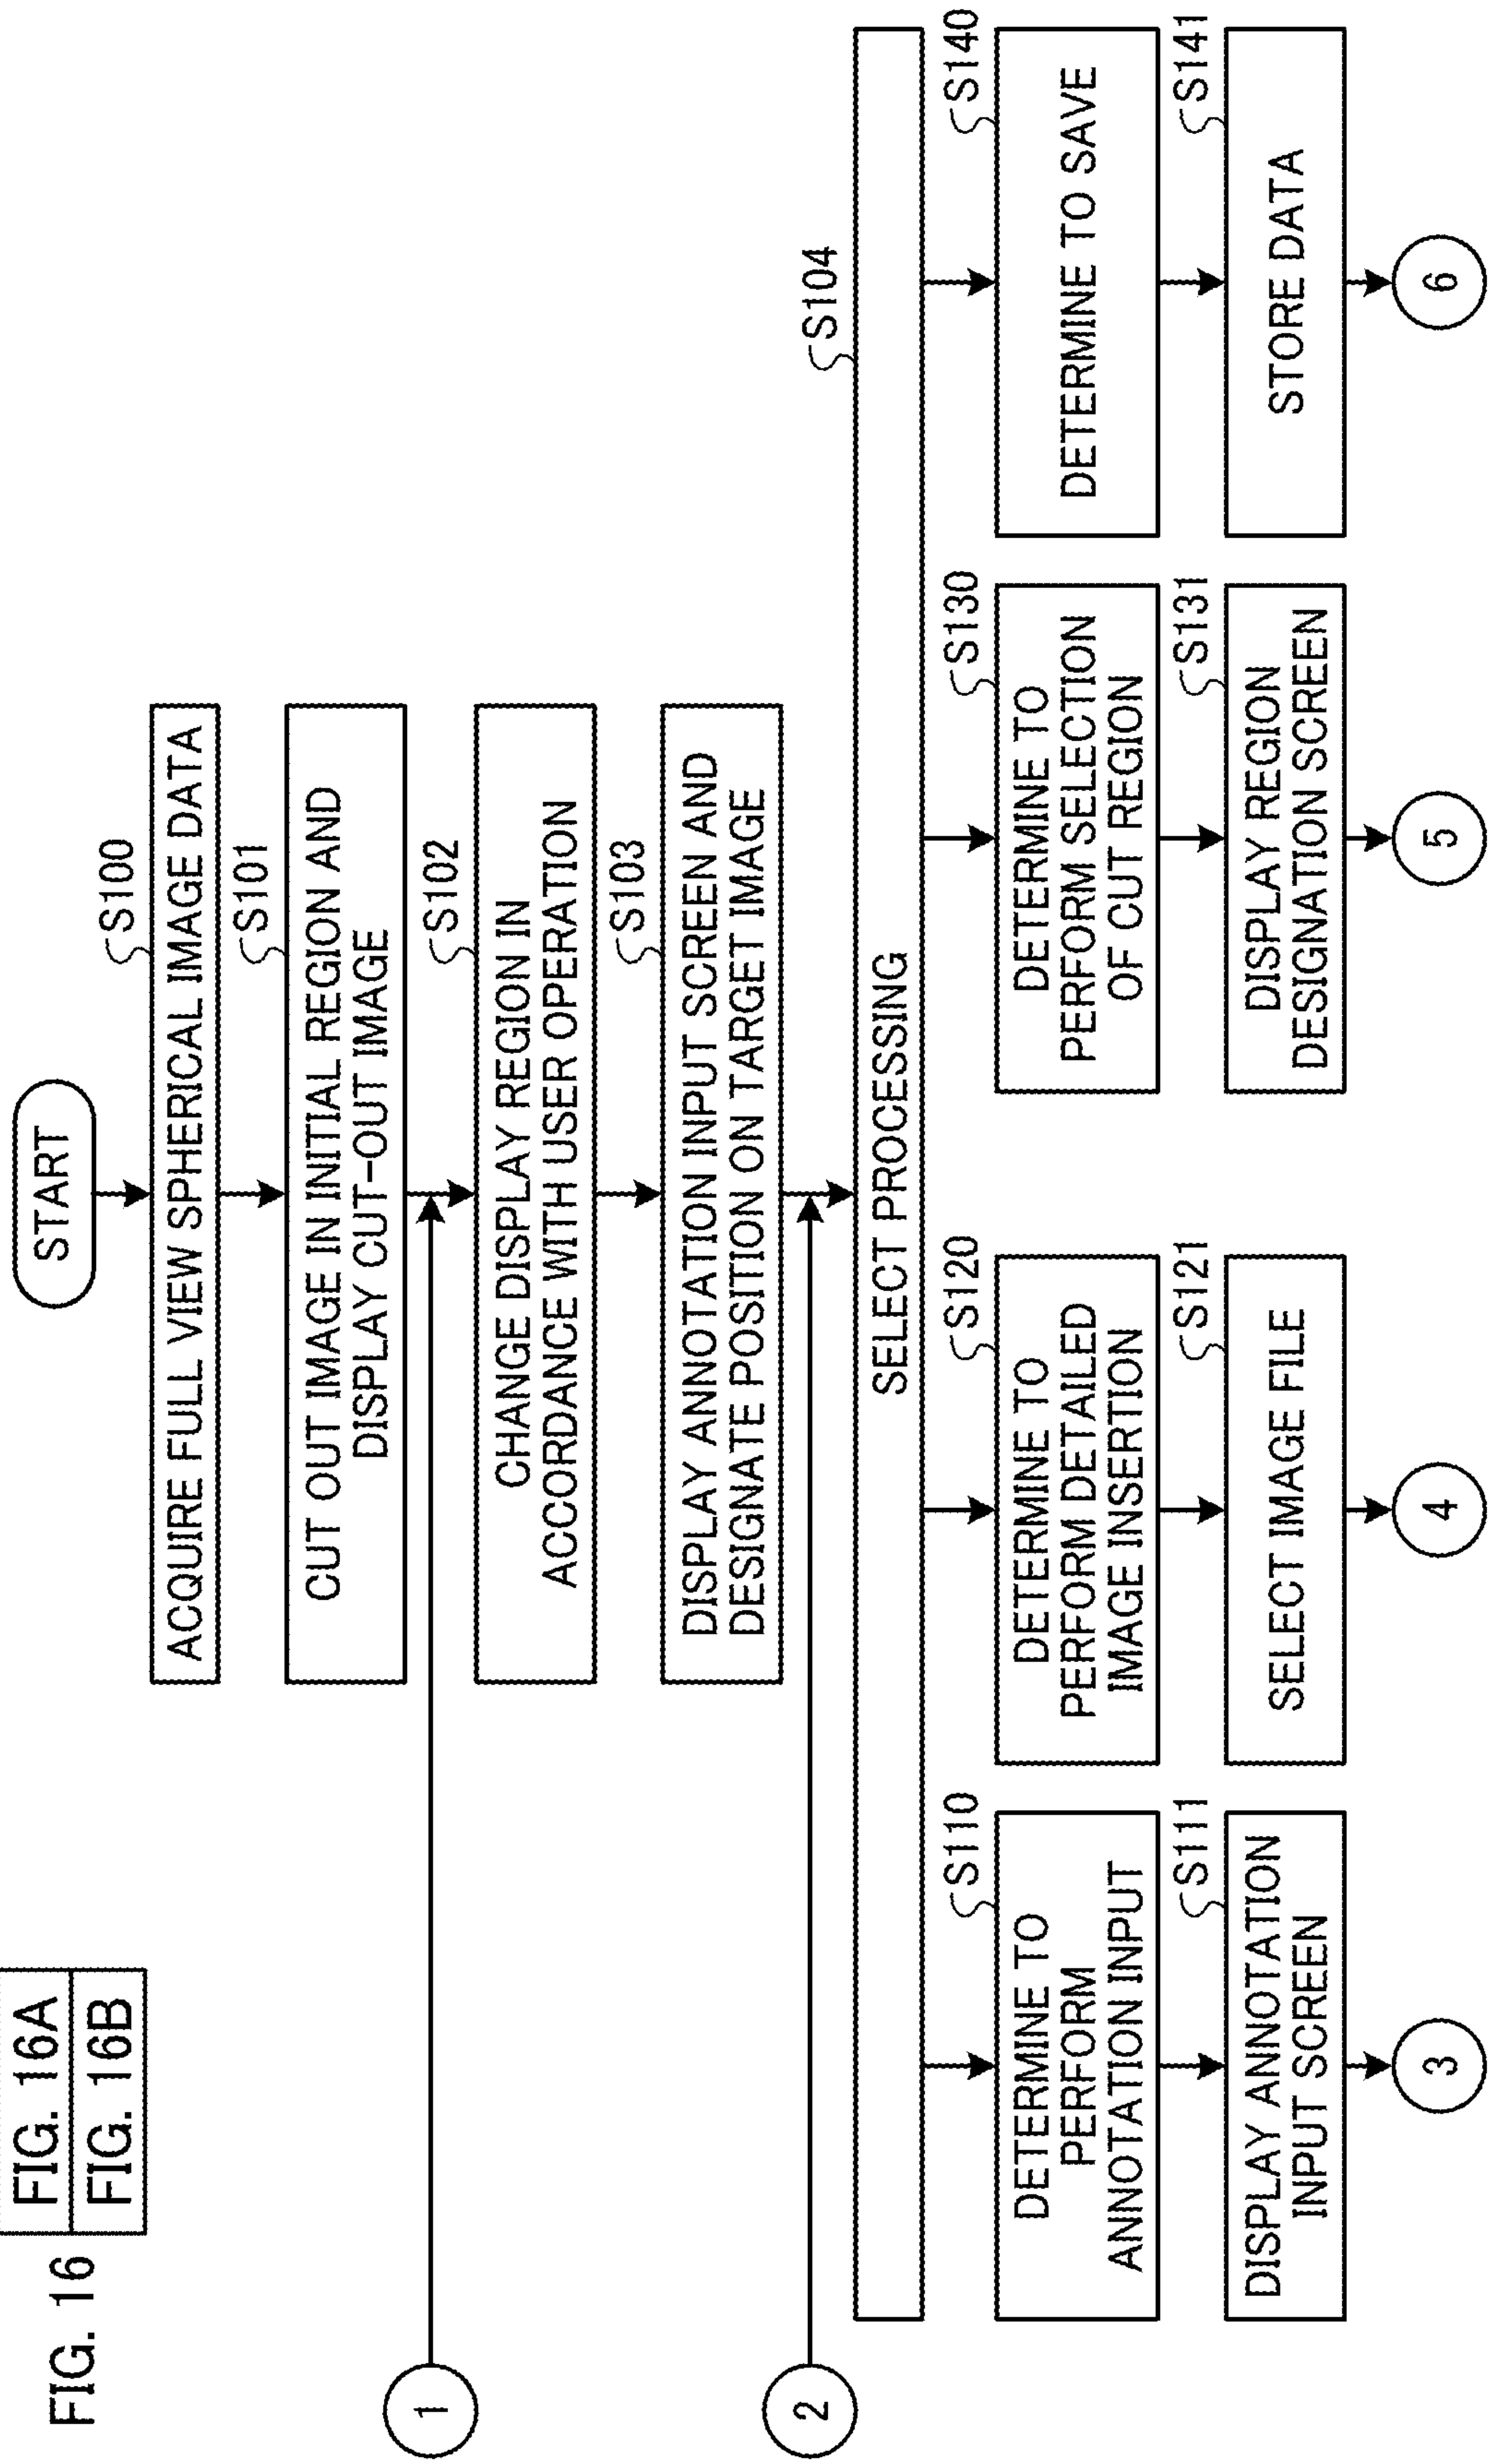 FIG. 16
FIG. 16A
FIG. 16B
START
S100
ACQUIRE FULL VIEW SPHERICAL IMAGE DATA
S101
CUT OUT IMAGE IN INITIAL REGION AND
DISPLAY CUT-OUT IMAGE
1
S102
CHANGE DISPLAY REGION IN
ACCORDANCE WITH USER OPERATION
S103
DISPLAY ANNOTATION INPUT SCREEN AND
DESIGNATE POSITION ON TARGET IMAGE
2
S104
SELECT PROCESSING
S110
DETERMINE TO
PERFORM
ANNOTATION INPUT
S111
DISPLAY ANNOTATION
INPUT SCREEN
3
S120
DETERMINE TO
PERFORM DETAILED
IMAGE INSERTION
S121
SELECT IMAGE FILE
4
S130
DETERMINE TO
PERFORM SELECTION
OF CUT REGION
S131
DISPLAY REGION
DESIGNATION SCREEN
5
S140
DETERMINE TO SAVE
S141
STORE DATA
6